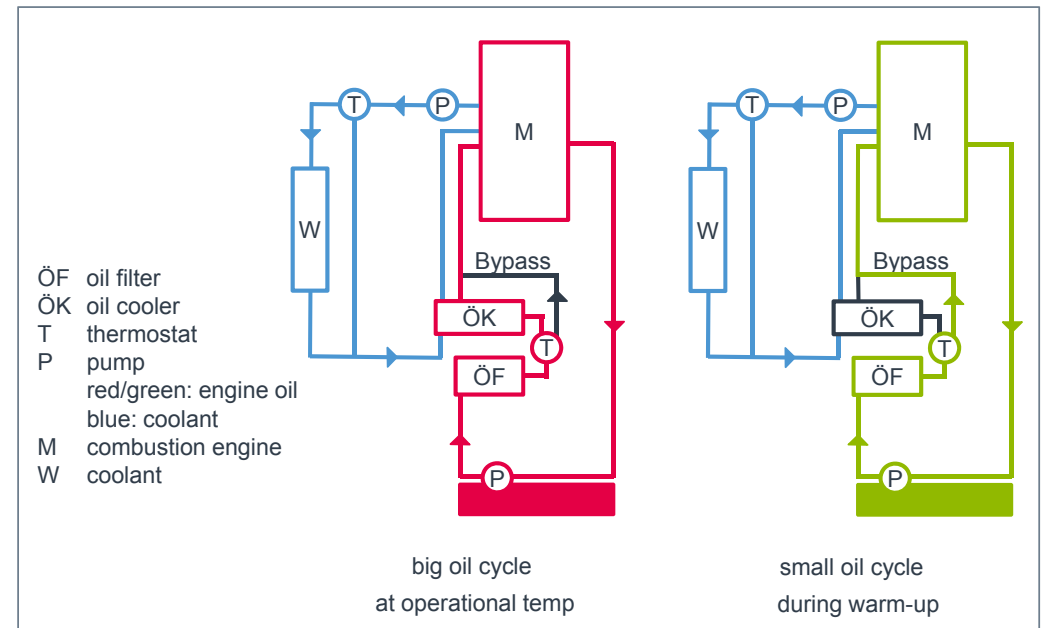 T
P
M
W
Bypass
ÖK
T
ÖF
P
T
P
M
W
Bypass
ÖK
T
ÖF
P
ÖF oil filter
ÖK oil cooler
T thermostat
P pump
red/green: engine oil
blue: coolant
M combustion engine
W coolant
big oil cycle
at operational temp
small oil cycle
during warm-up